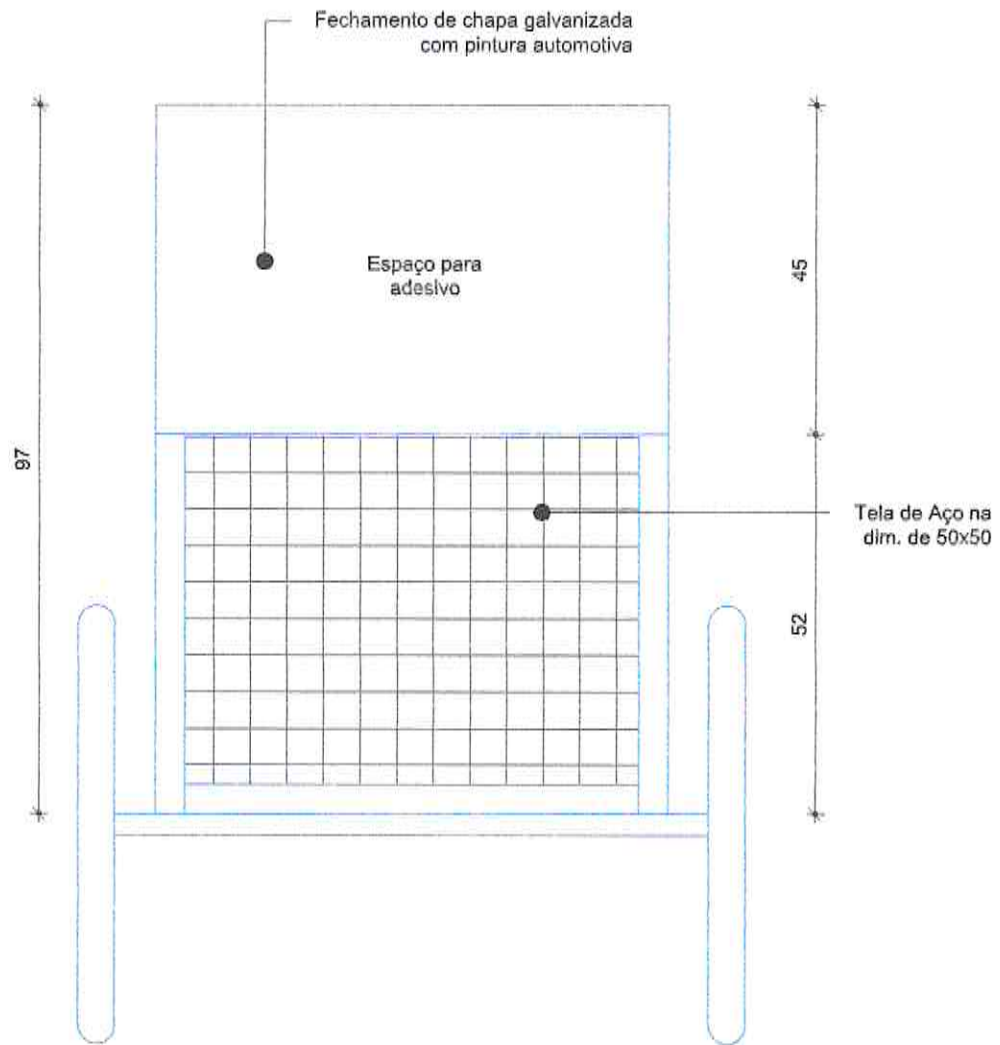 Fechamento de chapa galvanizada
com pintura automotiva
Espaço para
adesivo
97
45
Tela de Aço na
dim. de 50x50
52